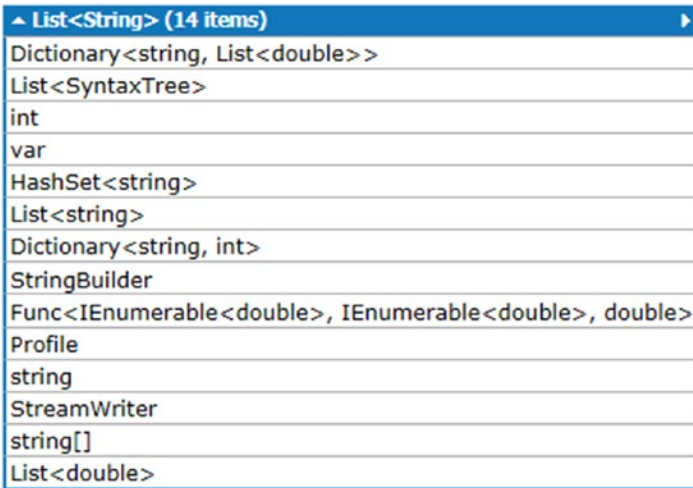 List<String> (14 items)
Dictionary<string, List<double>>
List<SyntaxTree>
int
var
HashSet<string>
List<string>
Dictionary<string, int>
StringBuilder
Func<IEnumerable<double>, IEnumerable<double>, double>
Profile
string
StreamWriter
string[]
List<double>